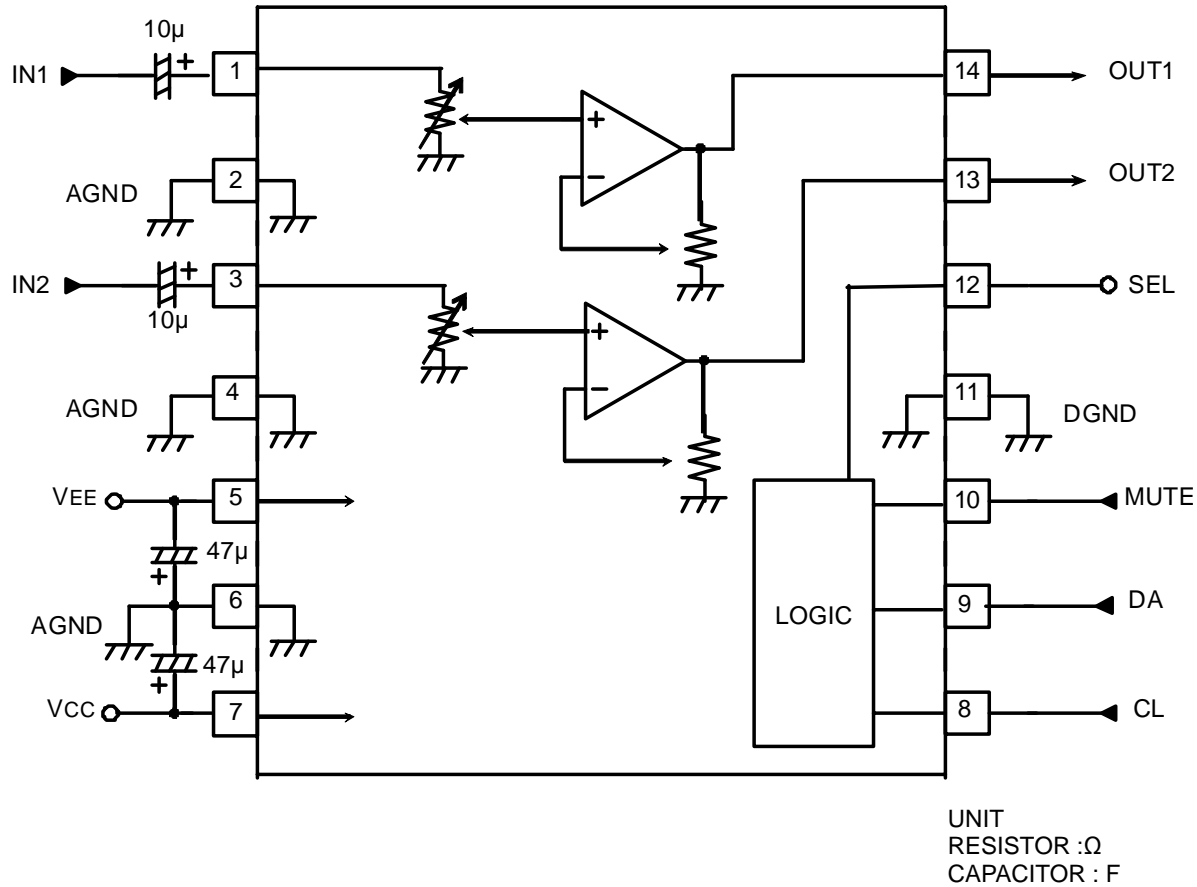 10µ
+
IN1
1
14
OUT1
+
−
AGND
2
13
OUT2
IN2
+
3
10µ
12
SEL
+
−
AGND
4
11
DGND
VEE
5
10
MUTE
47µ
+
AGND
6
LOGIC
9
DA
47µ
+
VCC
7
8
CL
UNIT
RESISTOR :Ω
CAPACITOR : F